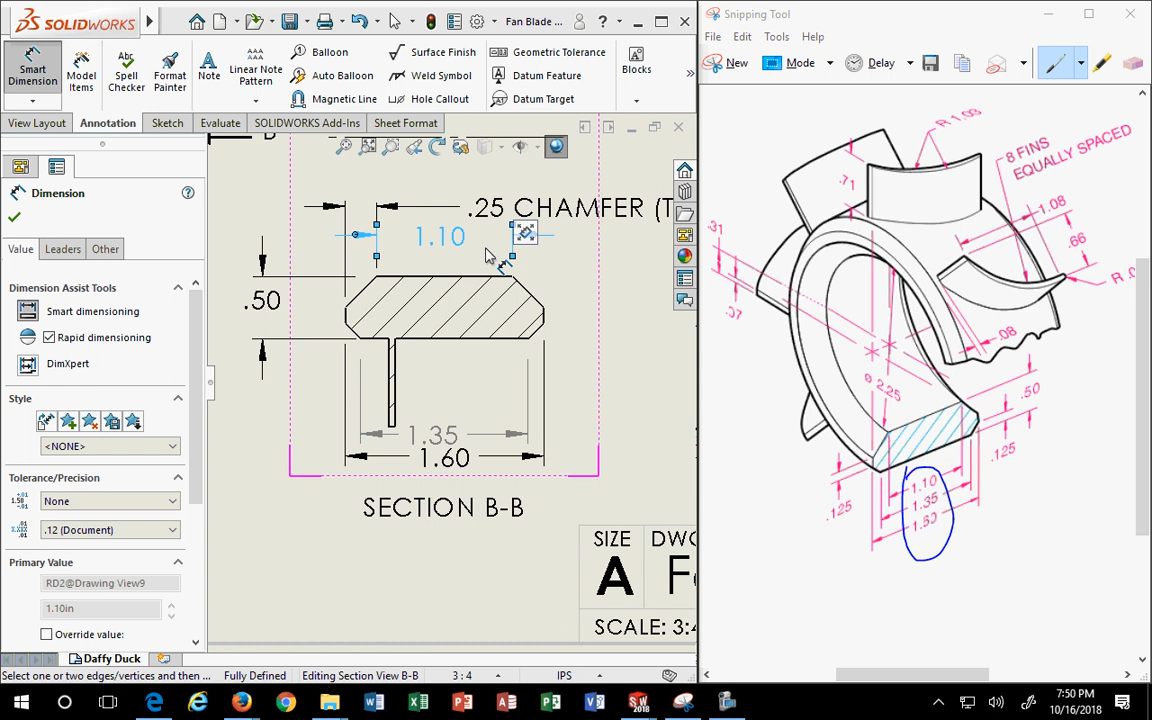 SOLIDWORKS
Fan Blade ...
?
Smart
Dimension
Model
Items
Spell
Checker
Format
Painter
Note
Linear Note
Pattern
Balloon
Auto Balloon
Magnetic Line
Surface Finish
Weld Symbol
Hole Callout
Geometric Tolerance
Datum Feature
Datum Target
Blocks
View Layout
Annotation
Sketch
Evaluate
SOLIDWORKS Add-Ins
Sheet Format
Dimension
Value
Leaders
Other
Dimension Assist Tools
Smart dimensioning
Rapid dimensioning
DimXpert
Style
<NONE>
Tolerance/Precision
None
.12 (Document)
Primary Value
RD2@Drawing View9
1.10in
Override value:
.25 CHAMFER (T
1.10
.50
1.35
1.60
SECTION B-B
SIZE
A
DWG
SCALE: 3:4
Daffy Duck
Select one or two edges/vertices and then ...
Fully Defined
Editing Section View B-B
3 : 4
IPS
Snipping Tool
File
Edit
Tools
Help
New
Mode
Delay
8 FINS
EQUALLY SPACED
.71
1.08
.66
.31
.07
.08
ø 2.25
.50
.125
1.10
1.35
1.60
.125
7:50 PM
10/16/2018